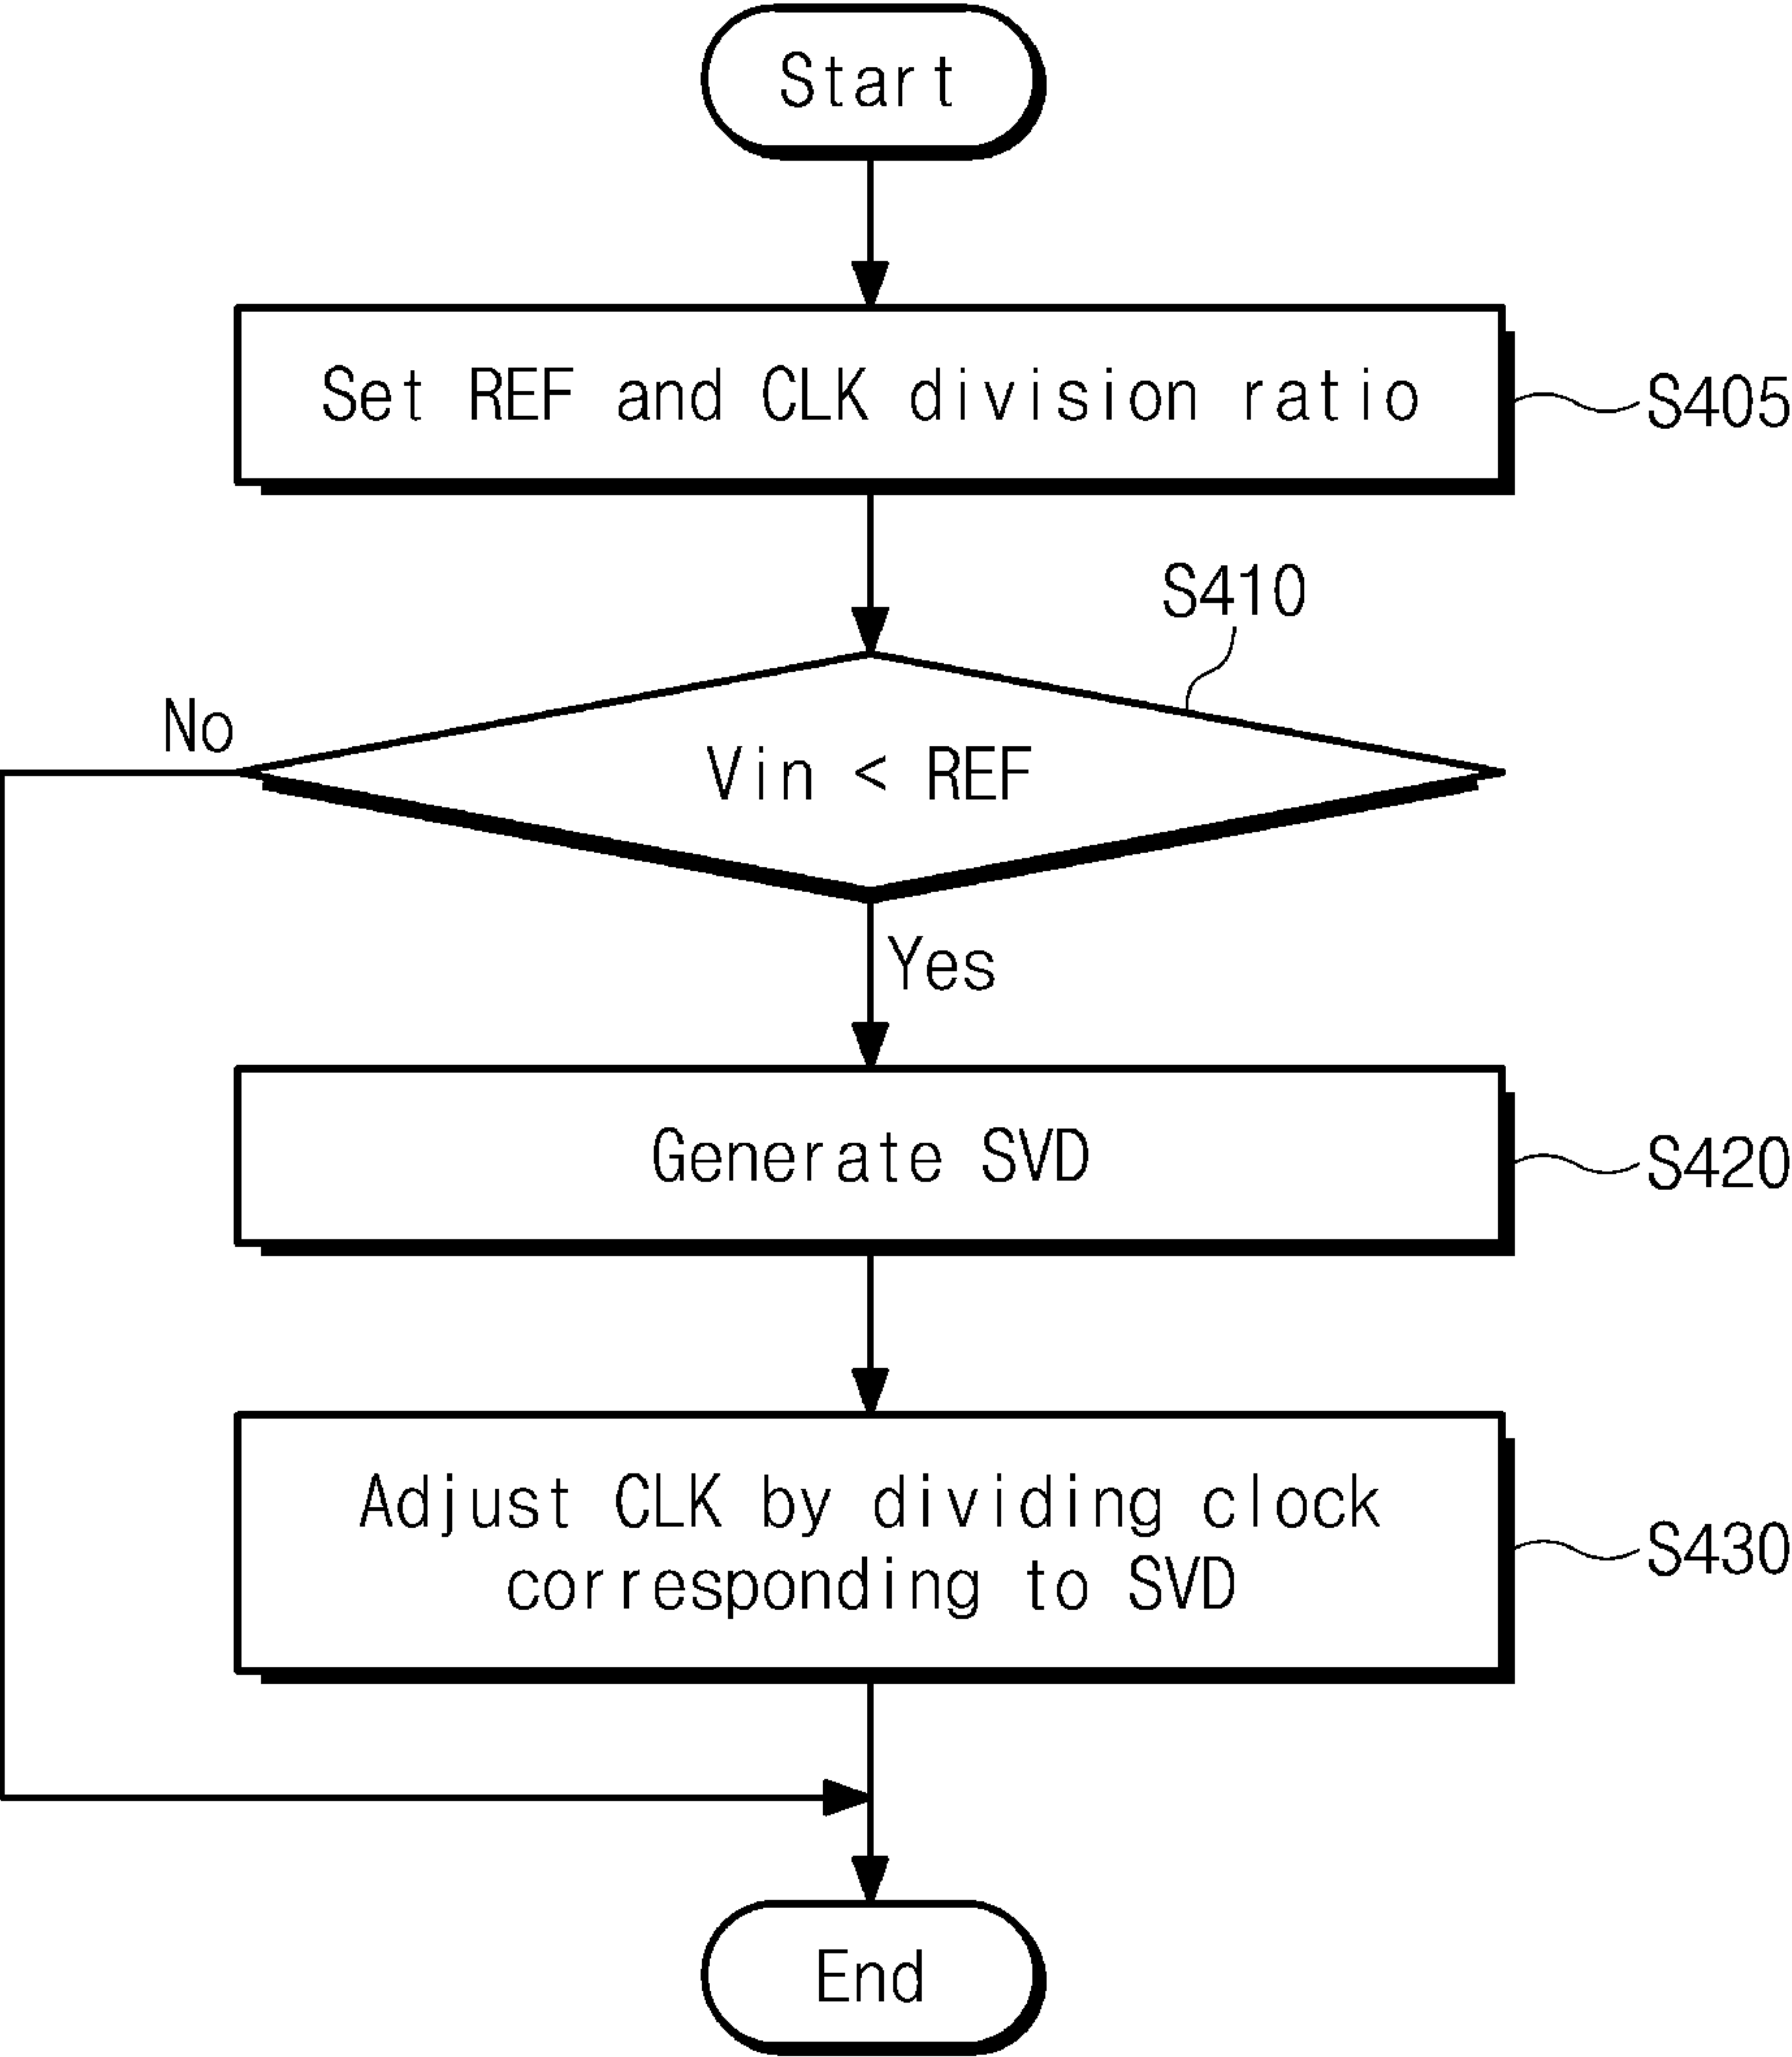 Start
Set REF and CLK division ratio
S405
S410
No
Vin < REF
Yes
Generate SVD
S420
Adjust CLK by dividing clock
corresponding to SVD
S430
End